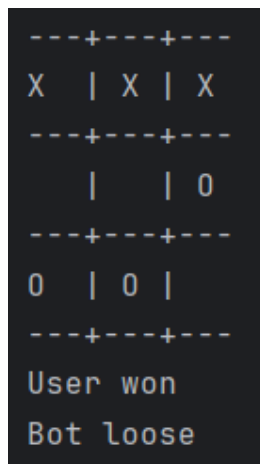 ---+---+---
X  | X | X
---+---+---
   |   | O
---+---+---
O  | O |
---+---+---
User won
Bot loose